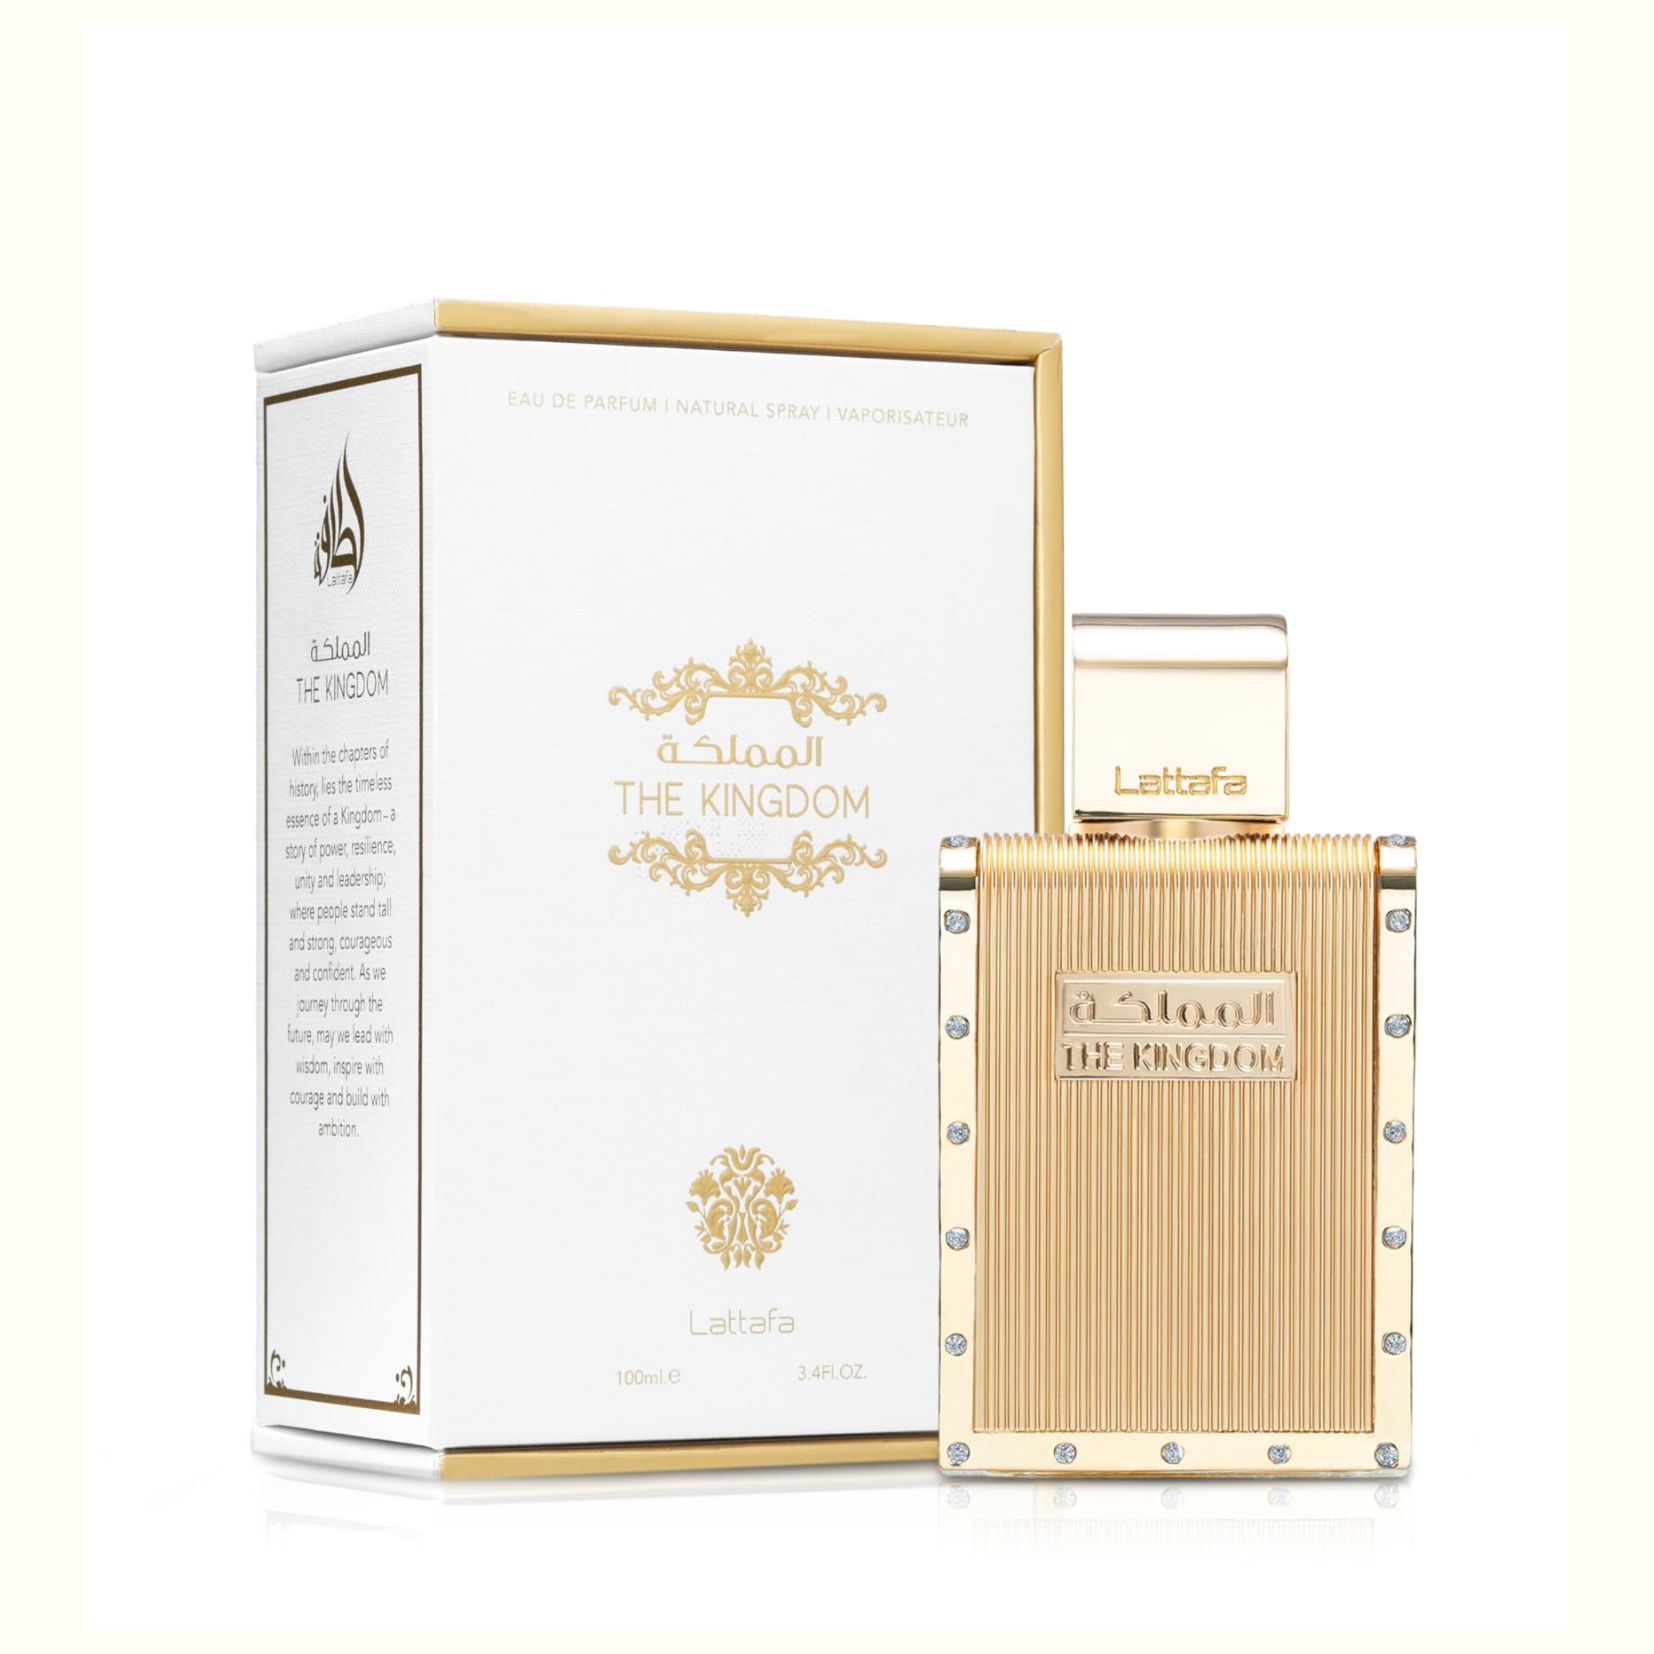 EAU DE PARFUM | NATURAL SPRAY | VAPORISATEUR
لطافة
Lattafa
المملكة
THE KINGDOM
Within the chapters of
history, lies the timeless
essence of a Kingdom – a
story of power, resilience,
unity and leadership;
where people stand tall
and strong, courageous
and confident. As we
journey through the
future, may we lead with
wisdom, inspire with
courage and build with
ambition.
المملكة
THE KINGDOM
Lattafa
100ml.e 3.4Fl.OZ.
Lattafa
المملكة
THE KINGDOM